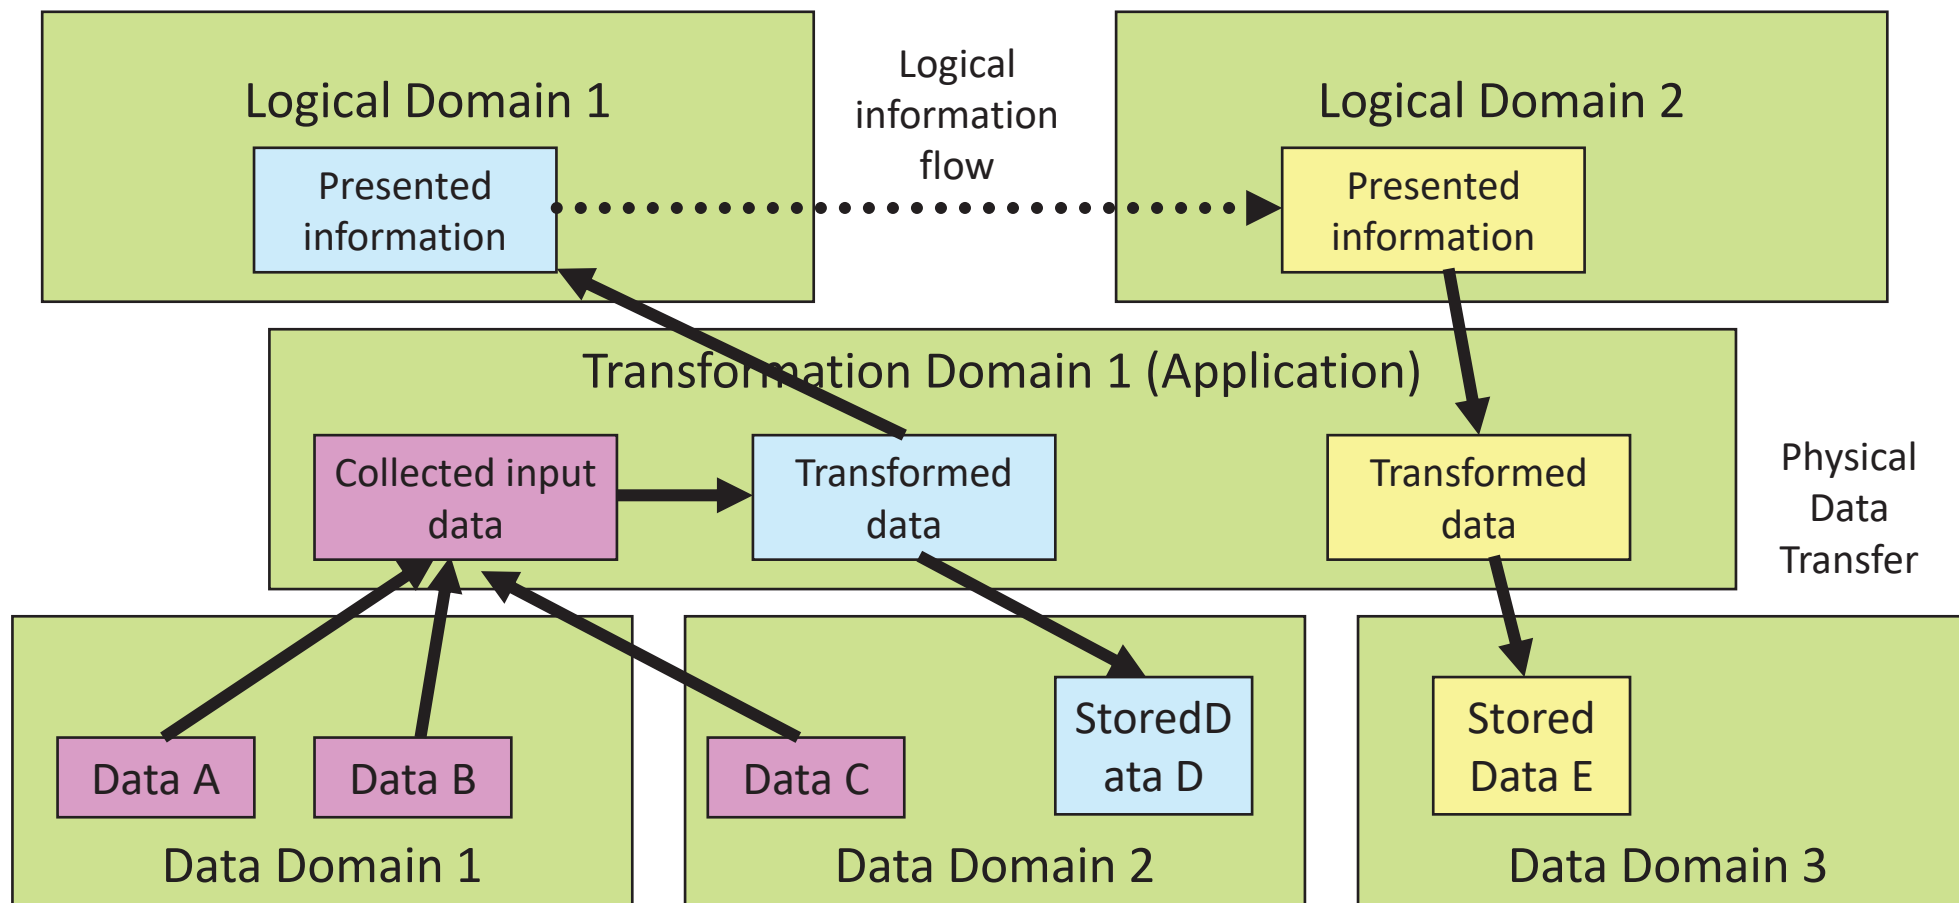 Logical Domain 1
Presented
information
Logical
information
flow
Logical Domain 2
Presented
information
Transformation Domain 1 (Application)
Collected input
data
Transformed
data
Transformed
data
Physical
Data
Transfer
Data A
Data B
Data Domain 1
Data C
StoredD
ata D
Data Domain 2
Stored
Data E
Data Domain 3